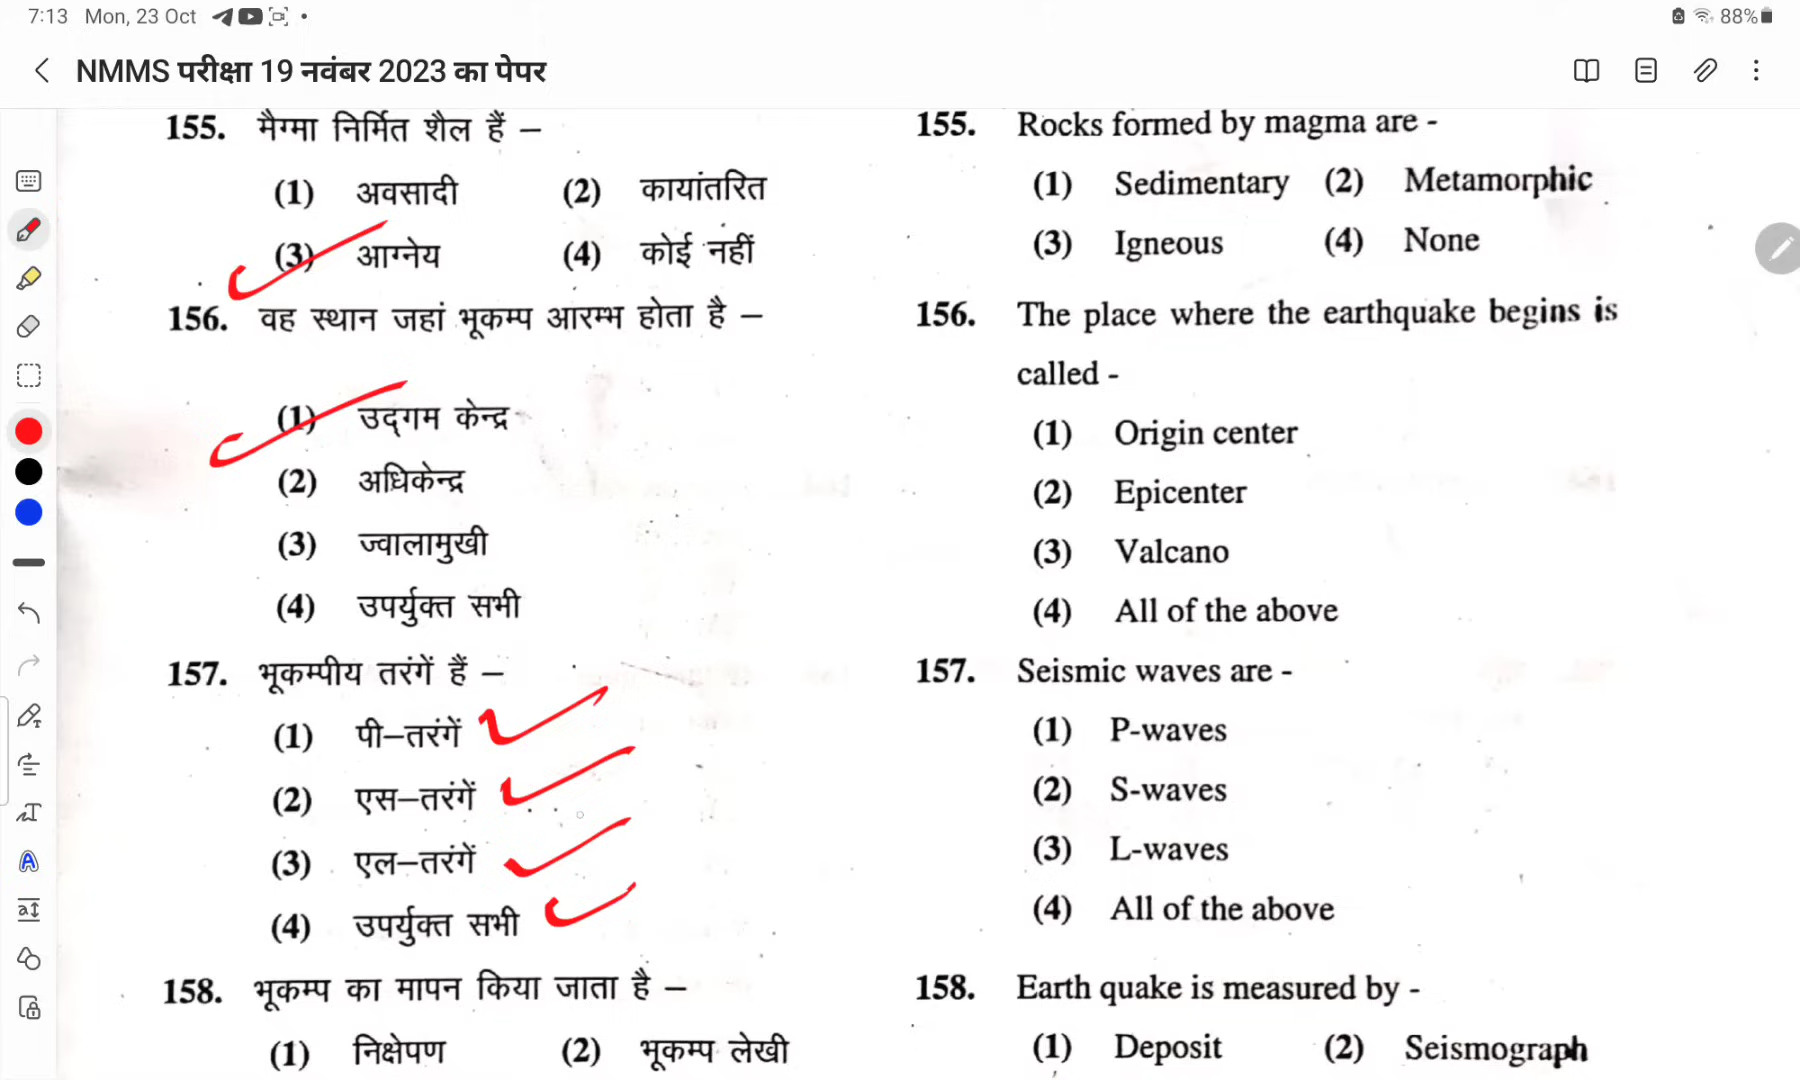 7:13 Mon, 23 Oct
88%
NMMS परीक्षा 19 नवंबर 2023 का पेपर
155. मैग्मा निर्मित शैल हैं –
(1) अवसादी (2) कायांतरित
(3) आग्नेय (4) कोई नहीं
156. वह स्थान जहां भूकम्प आरम्भ होता है –
(1) उद्गम केन्द्र
(2) अधिकेन्द्र
(3) ज्वालामुखी
(4) उपर्युक्त सभी
157. भूकम्पीय तरंगें हैं –
(1) पी–तरंगें
(2) एस–तरंगें
(3) एल–तरंगें
(4) उपर्युक्त सभी
158. भूकम्प का मापन किया जाता है –
(1) निक्षेपण (2) भूकम्प लेखी
155. Rocks formed by magma are -
(1) Sedimentary (2) Metamorphic
(3) Igneous (4) None
156. The place where the earthquake begins is
called -
(1) Origin center
(2) Epicenter
(3) Valcano
(4) All of the above
157. Seismic waves are -
(1) P-waves
(2) S-waves
(3) L-waves
(4) All of the above
158. Earth quake is measured by -
(1) Deposit (2) Seismograph